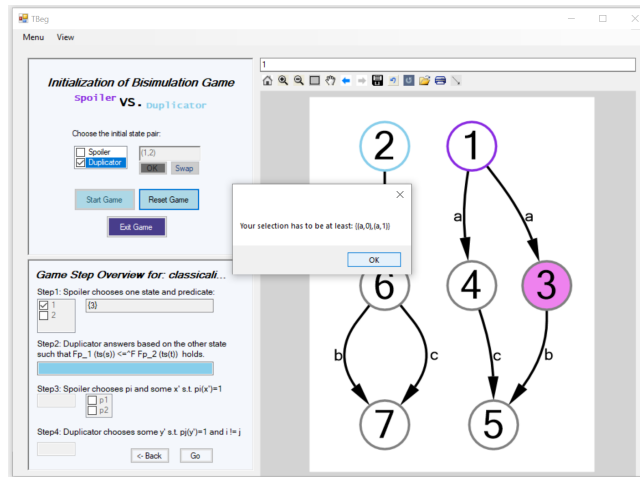 TBeg
Menu View
Initialization of Bisimulation Game
Spoiler VS. Duplicator
Choose the initial state pair:
Spoiler
Duplicator
{1,2}
OK Swap
Start Game Reset Game
Exit Game
Game Step Overview for: classicali...
Step1: Spoiler chooses one state and predicate:
1
2
{3}
Step2: Duplicator answers based on the other state
such that Fp_1 (ts(s)) <=^F Fp_2 (ts(t)) holds.
Step3: Spoiler chooses pi and some x' s.t. pi(x')=1
p1
p2
Step4: Duplicator chooses some y' s.t. pj(y')=1 and i != j
<- Back Go
1
2 1
a a
Your selection has to be at least: {(a,0),(a,1)}
OK
6 4 3
b c c b
7 5